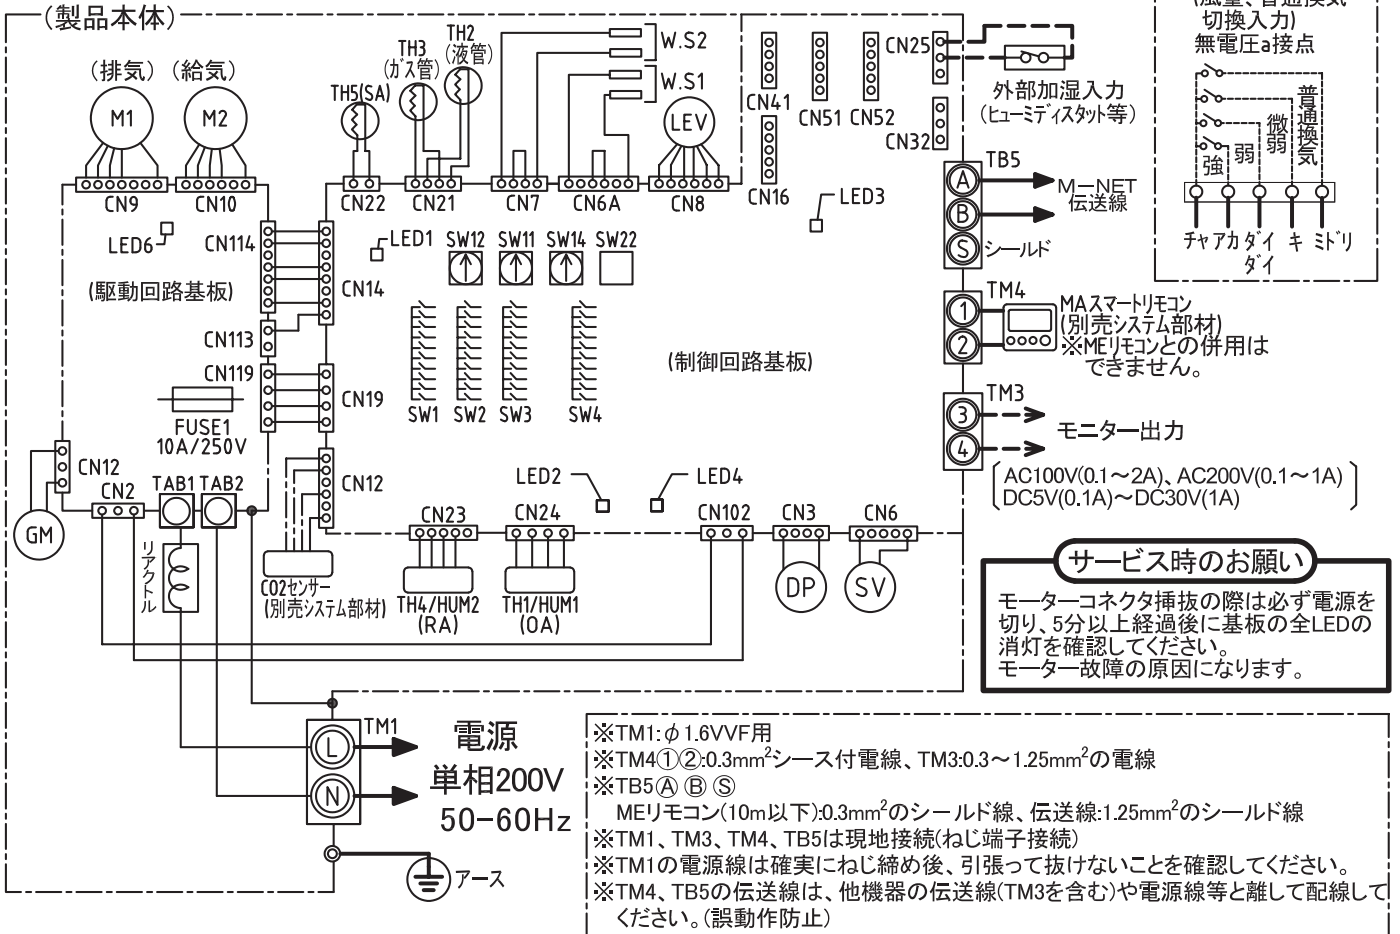 (製品本体)
(風量、普通換気
切換入力)
無電圧a接点
普通換気
微弱
弱
強
チャ アカ ダイダイ キ ミドリ
(排気) (給気)
M1 M2
CN9 CN10
LED6
(駆動回路基板)
TH5(SA)
TH3
(ガス管)
TH2
(液管)
W.S2
W.S1
LEV
CN22 CN21 CN7 CN6A CN8
CN41 CN51 CN52
CN16
CN25
CN32
外部加湿入力
(ヒューミディスタット等)
LED3
TB5
A
B
S
M-NET
伝送線
シールド
CN114
CN14
CN113
CN119
CN19
LED1
SW12 SW11 SW14 SW22
SW1 SW2 SW3 SW4
(制御回路基板)
TM4
1
2
MAスマートリモコン
(別売システム部材)
※MEリモコンとの併用は
できません。
TM3
3
4
モニター出力
AC100V(0.1~2A)、AC200V(0.1~1A)
DC5V(0.1A)~DC30V(1A)
FUSE1
10A/250V
CN12
GM
CN2
TAB1 TAB2
リアクトル
CN12
CO2センサー
(別売システム部材)
LED2 LED4
CN23 CN24 CN102 CN3 CN6
TH4/HUM2
(RA)
TH1/HUM1
(OA)
DP SV
サービス時のお願い
モーターコネクタ挿抜の際は必ず電源を
切り、5分以上経過後に基板の全LEDの
消灯を確認してください。
モーター故障の原因になります。
TM1
L
N
電源
単相200V
50-60Hz
アース
※TM1:φ1.6VVF用
※TM4①②:0.3mm²シース付電線、TM3:0.3~1.25mm²の電線
※TB5Ⓐ Ⓑ Ⓢ
MEリモコン(10m以下):0.3mm²のシールド線、伝送線:1.25mm²のシールド線
※TM1、TM3、TM4、TB5は現地接続(ねじ端子接続)
※TM1の電源線は確実にねじ締め後、引張って抜けないことを確認してください。
※TM4、TB5の伝送線は、他機器の伝送線(TM3を含む)や電源線等と離して配線して
ください。(誤動作防止)